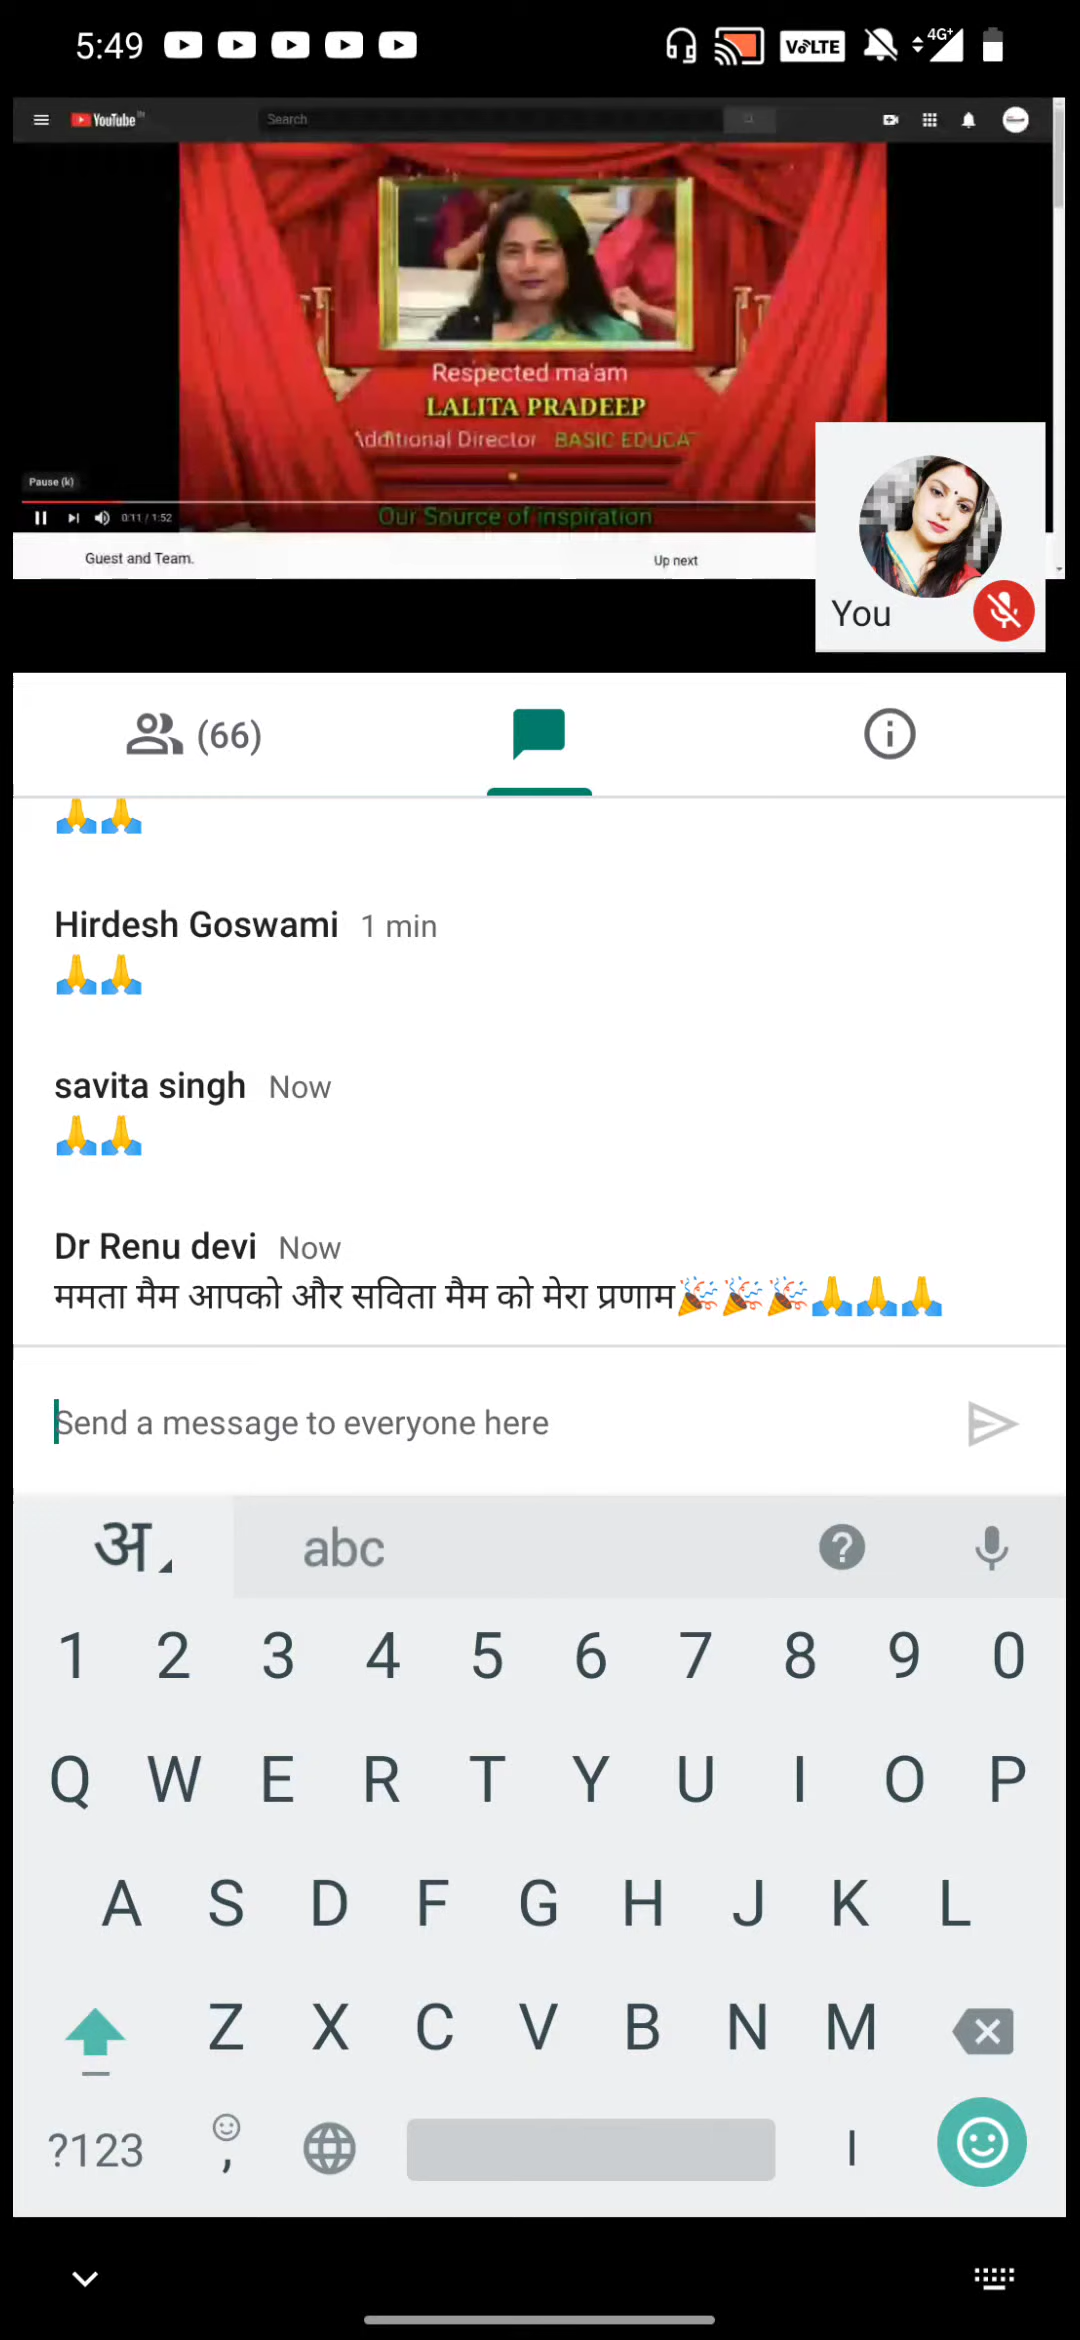 5:49
VoLTE
4G+
YouTube
Search
Respected ma'am
LALITA PRADEEP
Additional Director BASIC EDUCA
Pause (k)
0:11 / 1:52
Our Source of inspiration
Guest and Team.
Up next
You
(66)
🙏🙏
Hirdesh Goswami 1 min
🙏🙏
savita singh Now
🙏🙏
Dr Renu devi Now
ममता मैम आपको और सविता मैम को मेरा प्रणाम🎉🎉🎉🙏🙏🙏
Send a message to everyone here
अ abc
1 2 3 4 5 6 7 8 9 0
Q W E R T Y U I O P
A S D F G H J K L
Z X C V B N M
?123 , |